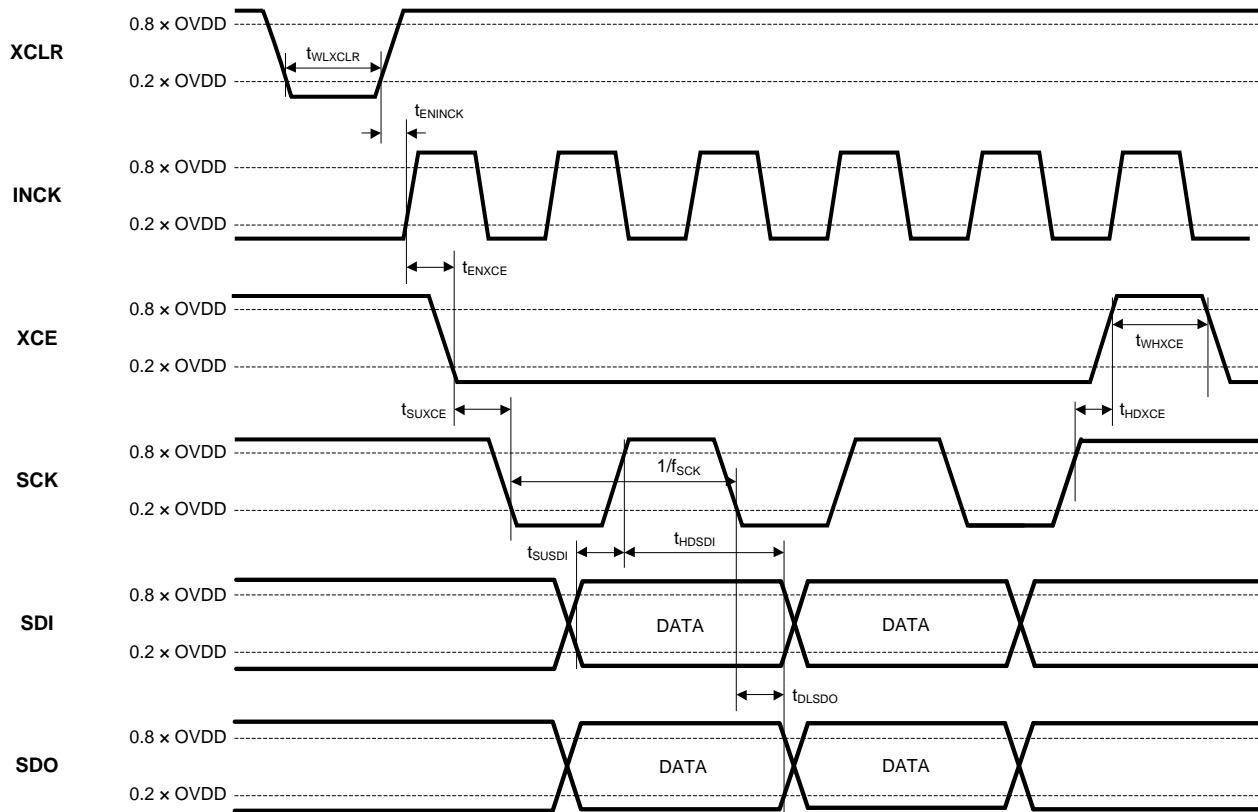 0.8 × OVDD
XCLR
tWLXCLR
0.2 × OVDD
tENINCK
0.8 × OVDD
INCK
0.2 × OVDD
tENXCE
0.8 × OVDD
XCE
tWHXCE
0.2 × OVDD
tSUXCE
tHDXCE
0.8 × OVDD
SCK
1/fSCK
0.2 × OVDD
tSUSDI
tHDSDI
0.8 × OVDD
SDI
DATA
DATA
0.2 × OVDD
tDLSDO
0.8 × OVDD
SDO
DATA
DATA
0.2 × OVDD